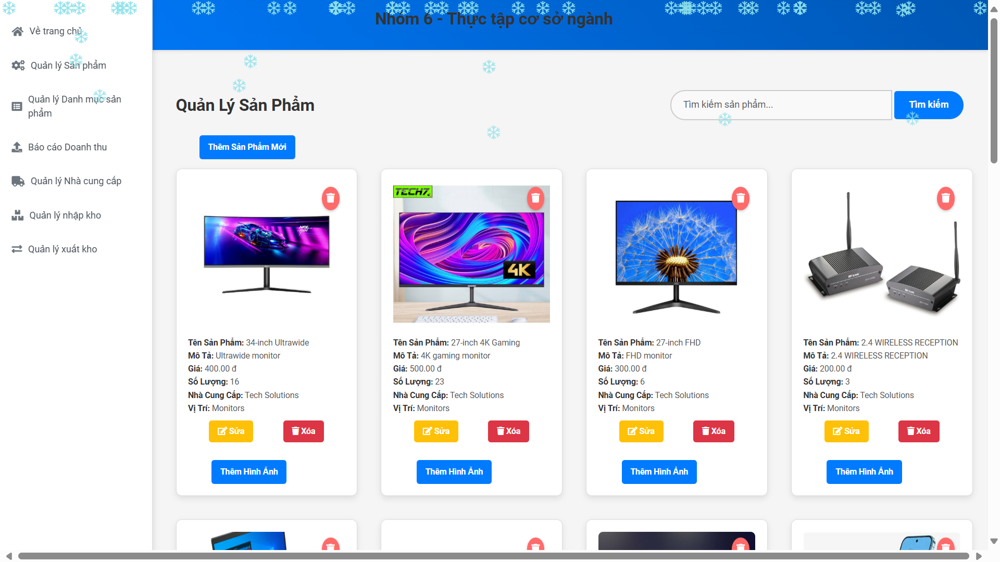 Nhóm 6 - Thực tập cơ sở ngành
Về trang chủ
Quản lý Sản phẩm
Quản lý Danh mục sản
phẩm
Báo cáo Doanh thu
Quản lý Nhà cung cấp
Quản lý nhập kho
Quản lý xuất kho
Quản Lý Sản Phẩm
Tìm kiếm sản phẩm...
Tìm kiếm
Thêm Sản Phẩm Mới
Tên Sản Phẩm: 34-inch Ultrawide
Mô Tả: Ultrawide monitor
Giá: 400.00 đ
Số Lượng: 16
Nhà Cung Cấp: Tech Solutions
Vị Trí: Monitors
Sửa
Xóa
Thêm Hình Ảnh
TECH7
4K
Tên Sản Phẩm: 27-inch 4K Gaming
Mô Tả: 4K gaming monitor
Giá: 500.00 đ
Số Lượng: 23
Nhà Cung Cấp: Tech Solutions
Vị Trí: Monitors
Sửa
Xóa
Thêm Hình Ảnh
Tên Sản Phẩm: 27-inch FHD
Mô Tả: FHD monitor
Giá: 300.00 đ
Số Lượng: 6
Nhà Cung Cấp: Tech Solutions
Vị Trí: Monitors
Sửa
Xóa
Thêm Hình Ảnh
RF-Link
RF-Link
Tên Sản Phẩm: 2.4 WIRELESS RECEPTION
Mô Tả: 2.4 WIRELESS RECEPTION
Giá: 200.00 đ
Số Lượng: 3
Nhà Cung Cấp: Tech Solutions
Vị Trí: Monitors
Sửa
Xóa
Thêm Hình Ảnh